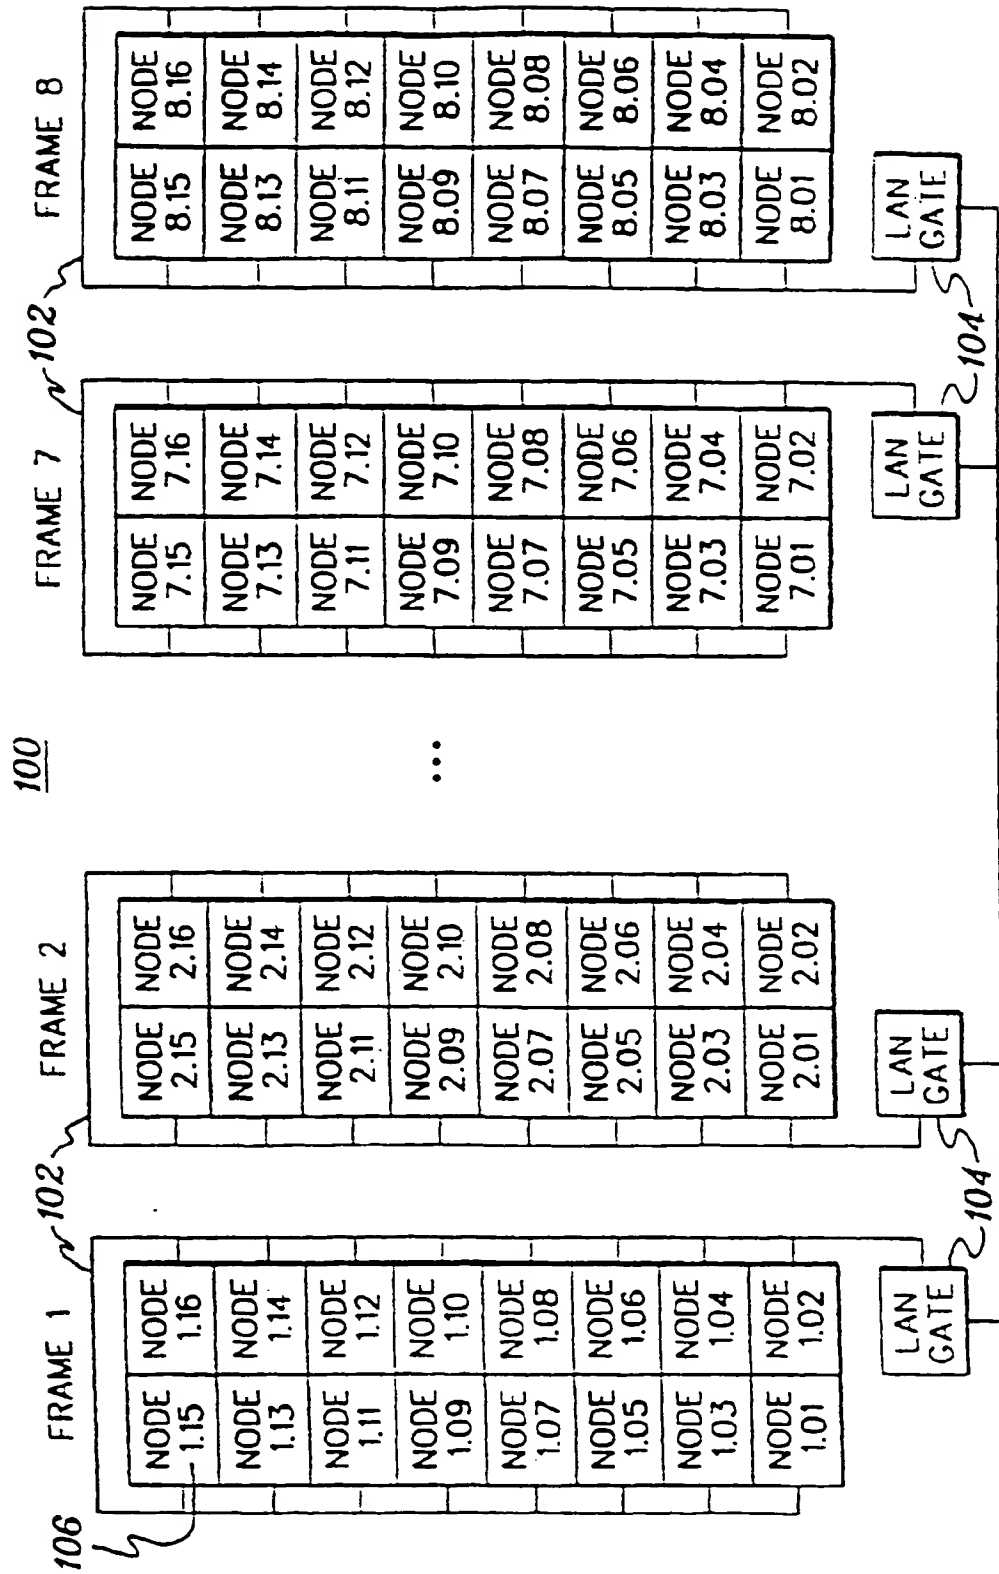 100
FRAME 1
FRAME 2
FRAME 7
FRAME 8
102
102
106
NODE 1.15
NODE 1.16
NODE 1.13
NODE 1.14
NODE 1.11
NODE 1.12
NODE 1.09
NODE 1.10
NODE 1.07
NODE 1.08
NODE 1.05
NODE 1.06
NODE 1.03
NODE 1.04
NODE 1.01
NODE 1.02
LAN
GATE
NODE 2.15
NODE 2.16
NODE 2.13
NODE 2.14
NODE 2.11
NODE 2.12
NODE 2.09
NODE 2.10
NODE 2.07
NODE 2.08
NODE 2.05
NODE 2.06
NODE 2.03
NODE 2.04
NODE 2.01
NODE 2.02
LAN
GATE
104
...
NODE 7.15
NODE 7.16
NODE 7.13
NODE 7.14
NODE 7.11
NODE 7.12
NODE 7.09
NODE 7.10
NODE 7.07
NODE 7.08
NODE 7.05
NODE 7.06
NODE 7.03
NODE 7.04
NODE 7.01
NODE 7.02
LAN
GATE
NODE 8.15
NODE 8.16
NODE 8.13
NODE 8.14
NODE 8.11
NODE 8.12
NODE 8.09
NODE 8.10
NODE 8.07
NODE 8.08
NODE 8.05
NODE 8.06
NODE 8.03
NODE 8.04
NODE 8.01
NODE 8.02
LAN
GATE
104